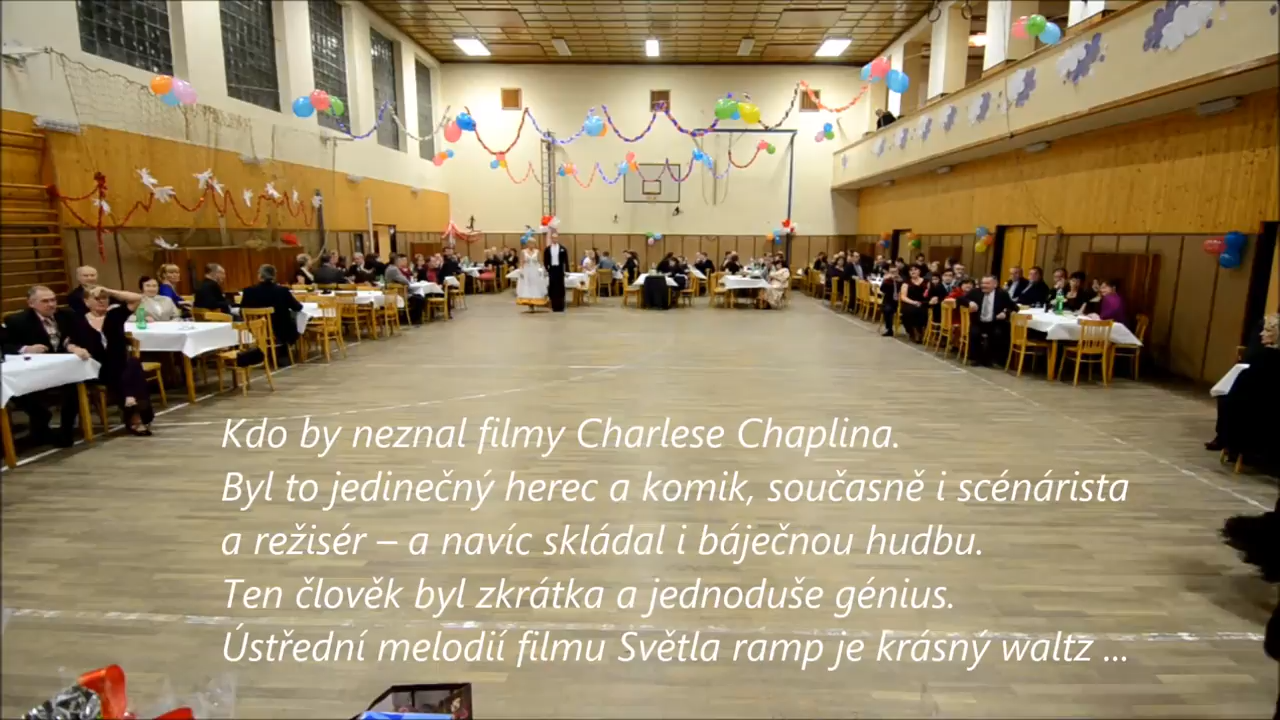 Kdo by neznal filmy Charlese Chaplina.
Byl to jedinečný herec a komik, současně i scénárista
a režisér – a navíc skládal i báječnou hudbu.
Ten člověk byl zkrátka a jednoduše génius.
Ústřední melodií filmu Světla ramp je krásný waltz ...